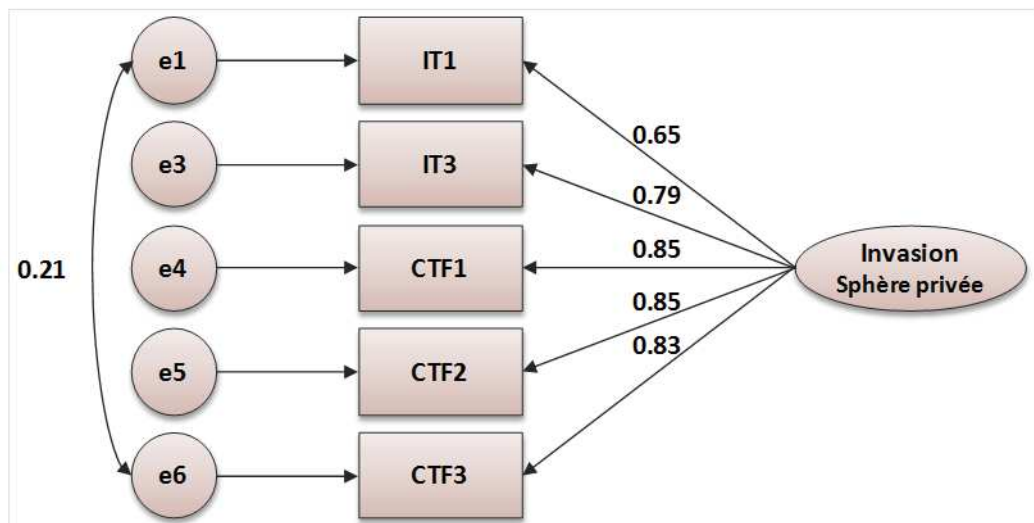 e1
IT1
0.65
e3
IT3
0.79
0.21
e4
CTF1
0.85
Invasion
Sphère privée
0.85
e5
CTF2
0.83
e6
CTF3